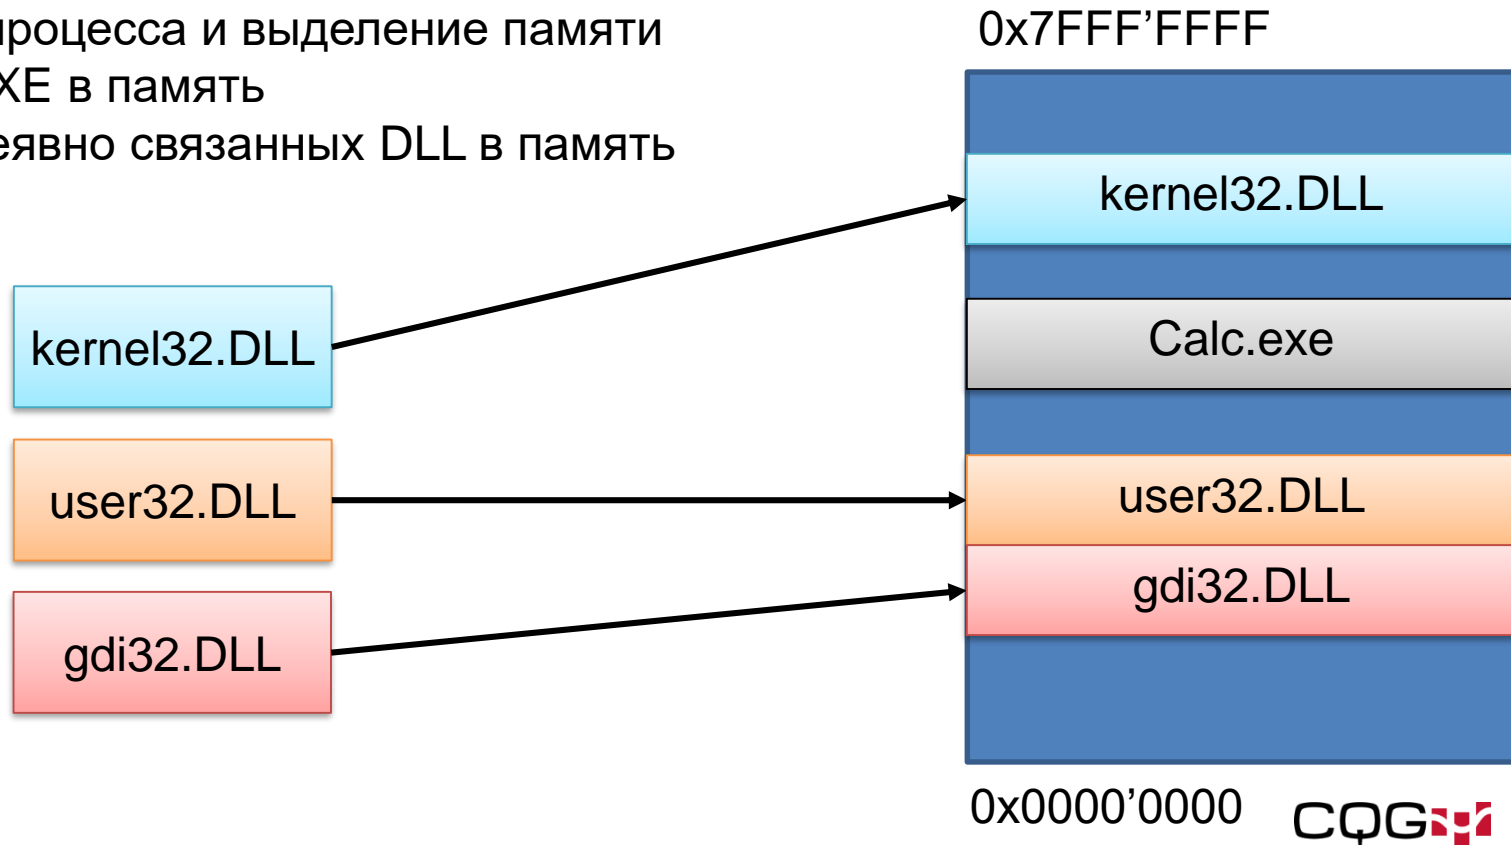 роцесса и выделение памяти
XE в память
еявно связанных DLL в память
0x7FFF’FFFF
kernel32.DLL
kernel32.DLL
Calc.exe
user32.DLL
user32.DLL
gdi32.DLL
gdi32.DLL
0x0000’0000
CQG